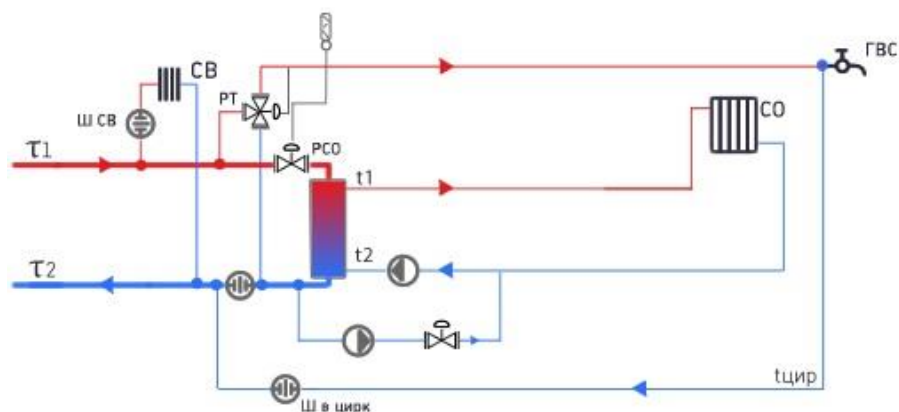 ГВС
СВ
РТ
СО
Ш СВ
РСО
τ1
t1
t2
τ2
tцир
Ш в цирк